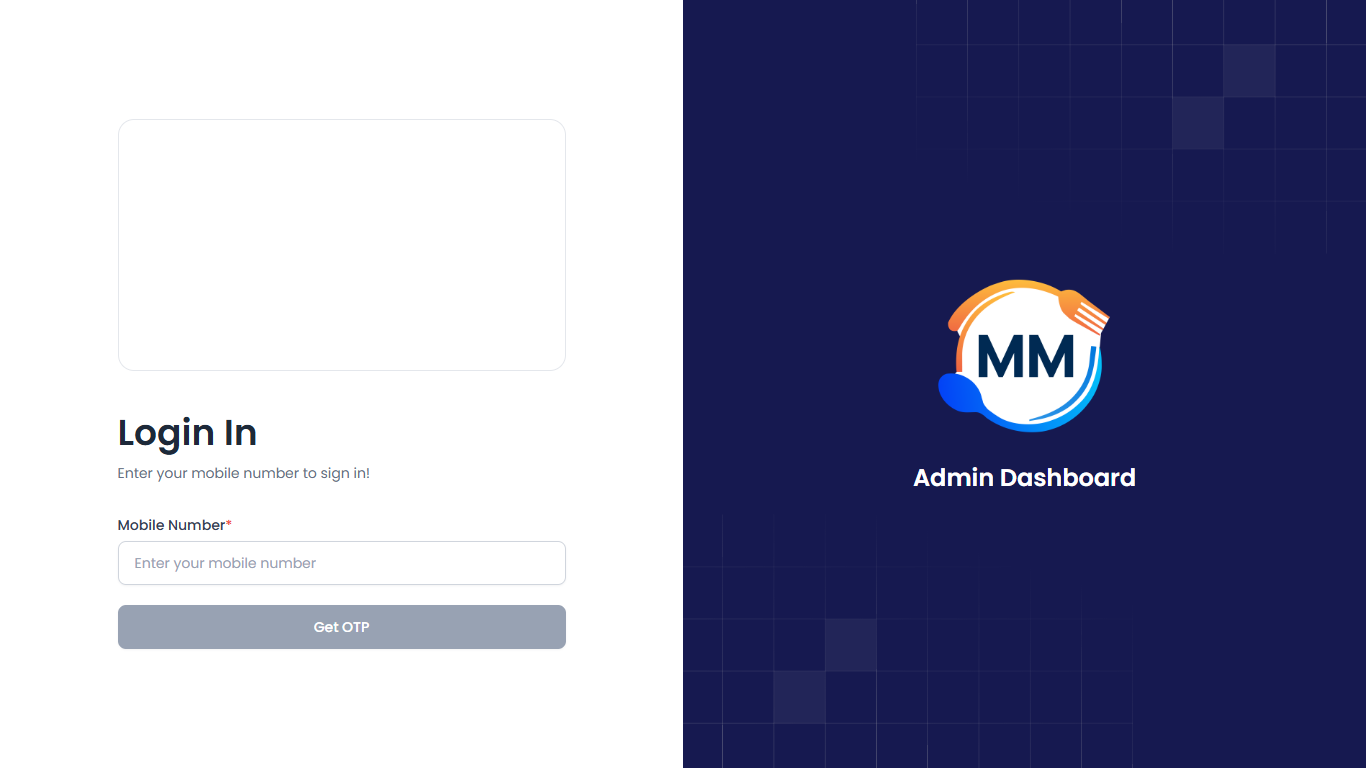 Login In
Enter your mobile number to sign in!
Mobile Number*
Enter your mobile number
Get OTP
MM
Admin Dashboard